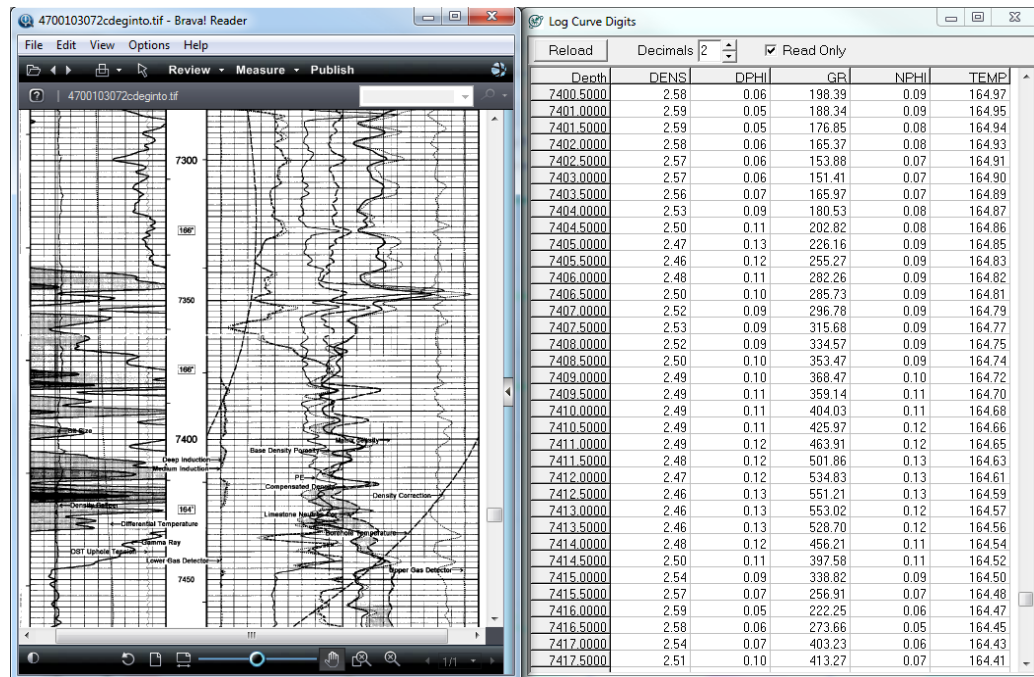 4700103072cdeginto.tif - Brava! Reader
File Edit View Options Help
Review Measure Publish
4700103072cdeginto.tif
7300
166°
7350
166°
Bit Size
7400
Matrix Density
Base Density Porosity
Deep Induction
Medium Induction
PE
Compensated Density
Density Correction
Density Caliper
164°
Limestone Neutron Por.
Differential Temperature
Borehole Temperature
Gamma Ray
DST Uphole Tension
Lower Gas Detector
Upper Gas Detector
7450
1/1
Log Curve Digits
Reload Decimals 2 Read Only
Depth DENS DPHI GR NPHI TEMP
7400.5000 2.58 0.06 198.39 0.09 164.97
7401.0000 2.59 0.05 188.34 0.09 164.95
7401.5000 2.59 0.05 176.85 0.08 164.94
7402.0000 2.58 0.06 165.37 0.08 164.93
7402.5000 2.57 0.06 153.88 0.07 164.91
7403.0000 2.57 0.06 151.41 0.07 164.90
7403.5000 2.56 0.07 165.97 0.07 164.89
7404.0000 2.53 0.09 180.53 0.08 164.87
7404.5000 2.50 0.11 202.82 0.08 164.86
7405.0000 2.47 0.13 226.16 0.09 164.85
7405.5000 2.46 0.12 255.27 0.09 164.83
7406.0000 2.48 0.11 282.26 0.09 164.82
7406.5000 2.50 0.10 285.73 0.09 164.81
7407.0000 2.52 0.09 296.78 0.09 164.79
7407.5000 2.53 0.09 315.68 0.09 164.77
7408.0000 2.52 0.09 334.57 0.09 164.75
7408.5000 2.50 0.10 353.47 0.09 164.74
7409.0000 2.49 0.10 368.47 0.10 164.72
7409.5000 2.49 0.11 359.14 0.11 164.70
7410.0000 2.49 0.11 404.03 0.11 164.68
7410.5000 2.49 0.11 425.97 0.12 164.66
7411.0000 2.49 0.12 463.91 0.12 164.65
7411.5000 2.48 0.12 501.86 0.13 164.63
7412.0000 2.47 0.12 534.83 0.13 164.61
7412.5000 2.46 0.13 551.21 0.13 164.59
7413.0000 2.46 0.13 553.02 0.12 164.57
7413.5000 2.46 0.13 528.70 0.12 164.56
7414.0000 2.48 0.12 456.21 0.11 164.54
7414.5000 2.50 0.11 397.58 0.11 164.52
7415.0000 2.54 0.09 338.82 0.09 164.50
7415.5000 2.57 0.07 256.91 0.07 164.48
7416.0000 2.59 0.05 222.25 0.06 164.47
7416.5000 2.58 0.06 273.66 0.05 164.45
7417.0000 2.54 0.07 403.23 0.06 164.43
7417.5000 2.51 0.10 413.27 0.07 164.41